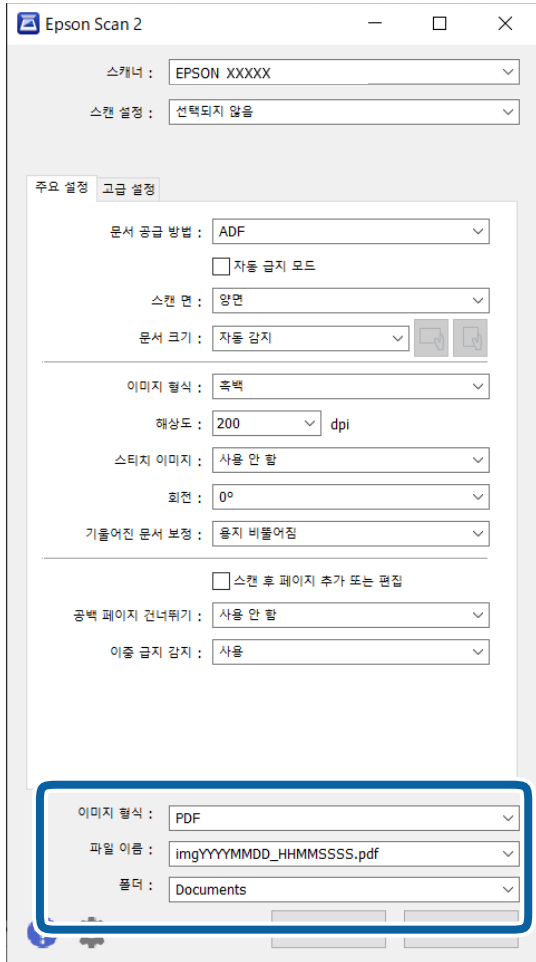 Epson Scan 2
스캐너 : EPSON XXXXX
스캔 설정 : 선택되지 않음
주요 설정 고급 설정
문서 공급 방법 : ADF
자동 급지 모드
스캔 면 : 양면
문서 크기 : 자동 감지
이미지 형식 : 흑백
해상도 : 200 dpi
스티치 이미지 : 사용 안 함
회전 : 0º
기울어진 문서 보정 : 용지 비뚤어짐
스캔 후 페이지 추가 또는 편집
공백 페이지 건너뛰기 : 사용 안 함
이중 급지 감지 : 사용
이미지 형식 : PDF
파일 이름 : imgYYYYMMDD_HHMMSSSS.pdf
폴더 : Documents